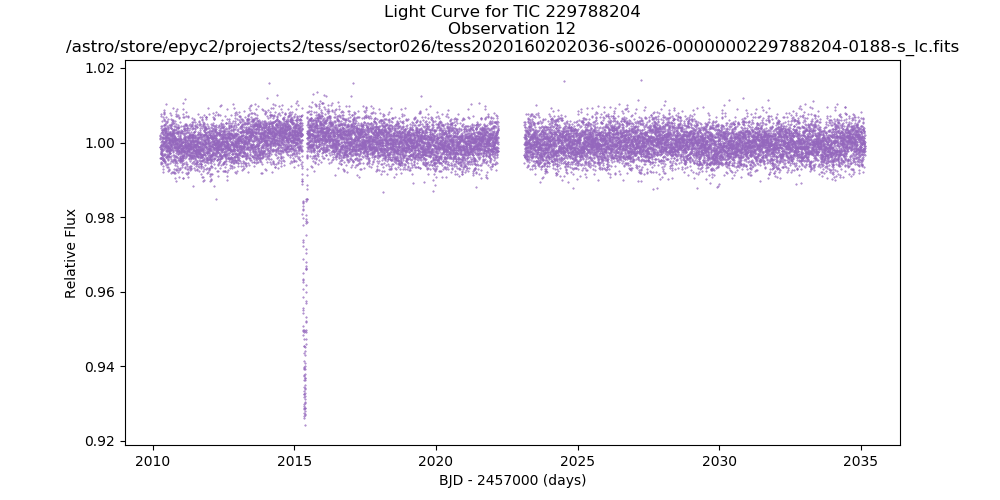 Light Curve for TIC 229788204
Observation 12
/astro/store/epyc2/projects2/tess/sector026/tess2020160202036-s0026-0000000229788204-0188-s_lc.fits
1.02
1.00
0.98
0.96
0.94
0.92
Relative Flux
2010
2015
2020
2025
2030
2035
BJD - 2457000 (days)